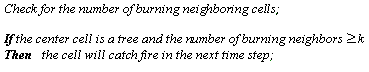 Check for the number of burning neighboring cells;
If the center cell is a tree and the number of burning neighbors ≥ k
Then the cell will catch fire in the next time step;